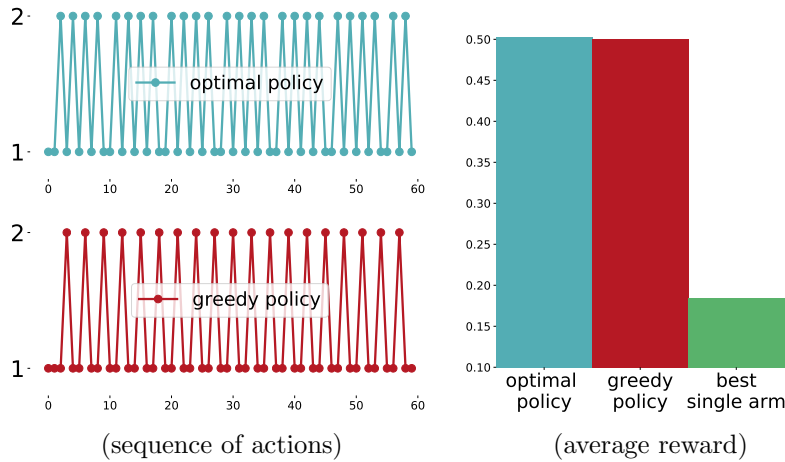 2
optimal policy
1
0 10 20 30 40 50 60
2
greedy policy
1
0 10 20 30 40 50 60
(sequence of actions)
0.50
0.45
0.40
0.35
0.30
0.25
0.20
0.15
0.10
optimal policy
greedy policy
best single arm
(average reward)